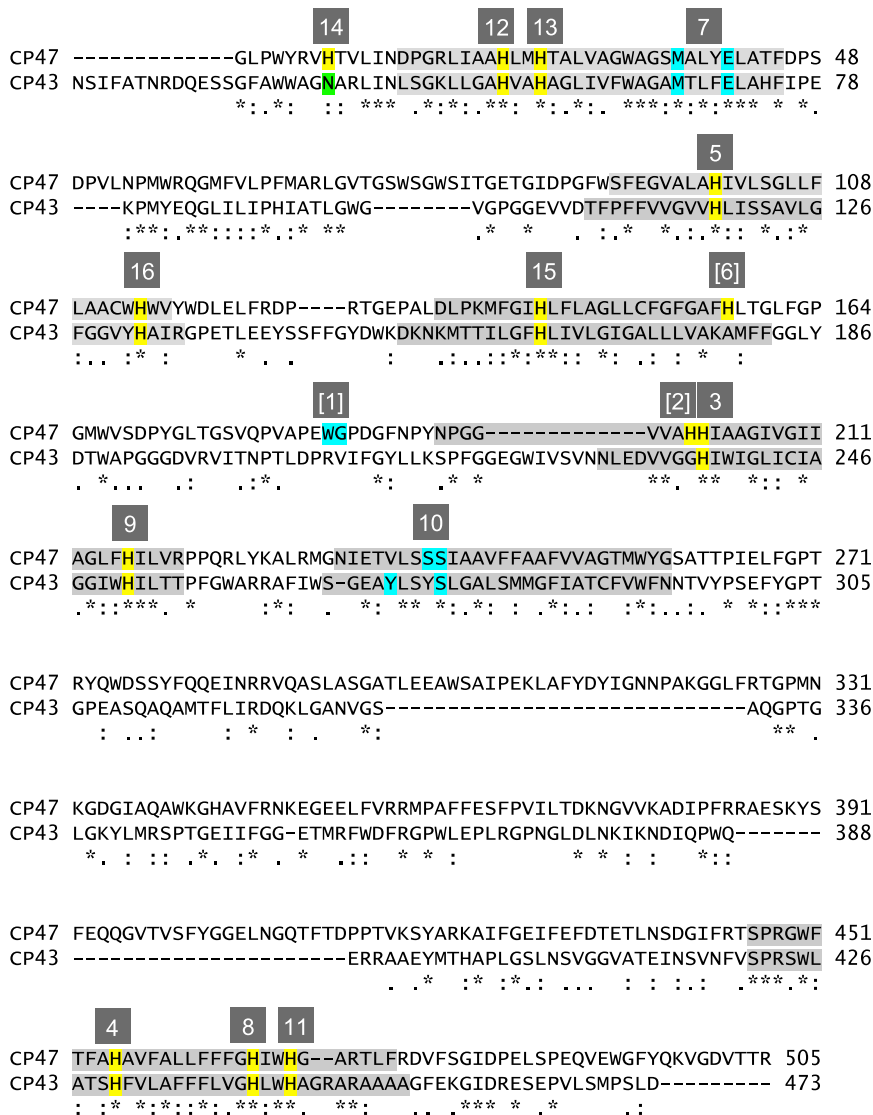 14 12 13 7
CP47 -------------GLPWYRVHTVLINDPGRLIAAHLMHTALVAGWAGSMALYELATFDPS 48
CP43 NSIFATNRDQESSGFAWWAGNARLINLSGKLLGAHVAHAGLIVFWAGAMTLFELAHFIPE 78
*:.*: :: *** .*:*:.**: *:.*:. ***.*:*:*** * *.
5
CP47 DPVLNPMWRQGMFVLPFMARLGVTGSWSGWSITGETGIDPGFWSFEGVALAHIVLSGLLF 108
CP43 ----KPMYEQGLILIPHIATLGWG--------VGPGGEVVDTFPFFVVGVVHLISSAVLG 126
:**:.**::::*.:* ** .* * :.* *.:.*:: *.:*
16 15 [6]
CP47 LAACWHWVYWDLELFRDP----RTGEPALDLPKMFGIHLFLAGLLCFGFGAFHLTGLFGP 164
CP43 FGGVYHAIRGPETLEEYSSFFGYDWKDKNKMTTILGFHLIVLGIGALLLVAKAMFFGGLY 186
:.. :* : * . . : .:..::*:**:: *: .: : * :
[1] [2] 3
CP47 GMWVSDPYGLTGSVQPVAPEWGPDGFNPYNPGG--------------VVAHHIAAGIVGII 211
CP43 DTWAPGGGDVRVITNPTLDPRVIFGYLLKSPFGGEGWIVSVNNLEDVVGGHIWIGLICIA 246
. *... .: :*. *: .* * **.** *:: *
9 10
CP47 AGLFHILVRPPQRLYKALRMGNIETVLSSSIAAVFFAAFVVAGTMWYGSATTPIELFGPT 271
CP43 GGIWHILTTPFGWARRAFIWS-GEAYLSYSLGALSMMGFIATCFVWFNNTVYPSEFYGPT 305
.*::***. * :*: . *: ** *:.*: : .*:.: :*:..:. * *::***
CP47 RYQWDSSYFQQEINRRVQASLASGATLEEAWSAIPEKLAFYDYIGNNPAKGGLFRTGPMN 331
CP43 GPEASQAQAMTFLIRDQKLGANVGS-----------------------------AQGPTG 336
: ..: : * : . *: ** .
CP47 KGDGIAQAWKGHAVFRNKEGEELFVRRMPAFFESFPVILTDKNGVVKADIPFRRAESKYS 391
CP43 LGKYLMRSPTGEIIFGG-ETMRFWDFRGPWLEPLRGPNGLDLNKIKNDIQPWQ------- 388
*. : :: .*. :* . * .:: * * : * * : : *::
CP47 FEQQGVTVSFYGGELNGQTFTDPPTVKSYARKAIFGEIFEFDTETLNSDGIFRTSPRGWF 451
CP43 ----------------------ERRAAEYMTHAPLGSLNSVGGVATEINSVNFVSPRSWL 426
. .* :* :*.: ... : : :.: .***.*:
4 8 11
CP47 TFAHAVFALLFFFGHIWHG--ARTLFRDVFSGIDPELSPEQVEWGFYQKVGDVTTR 505
CP43 ATSHFVLAFFFLVGHLWHAGRARAAAAGFEKGIDRESEPVLSMPSLD--------- 473
: :* *:*::*:.**:**. **: .. .*** * .* .: